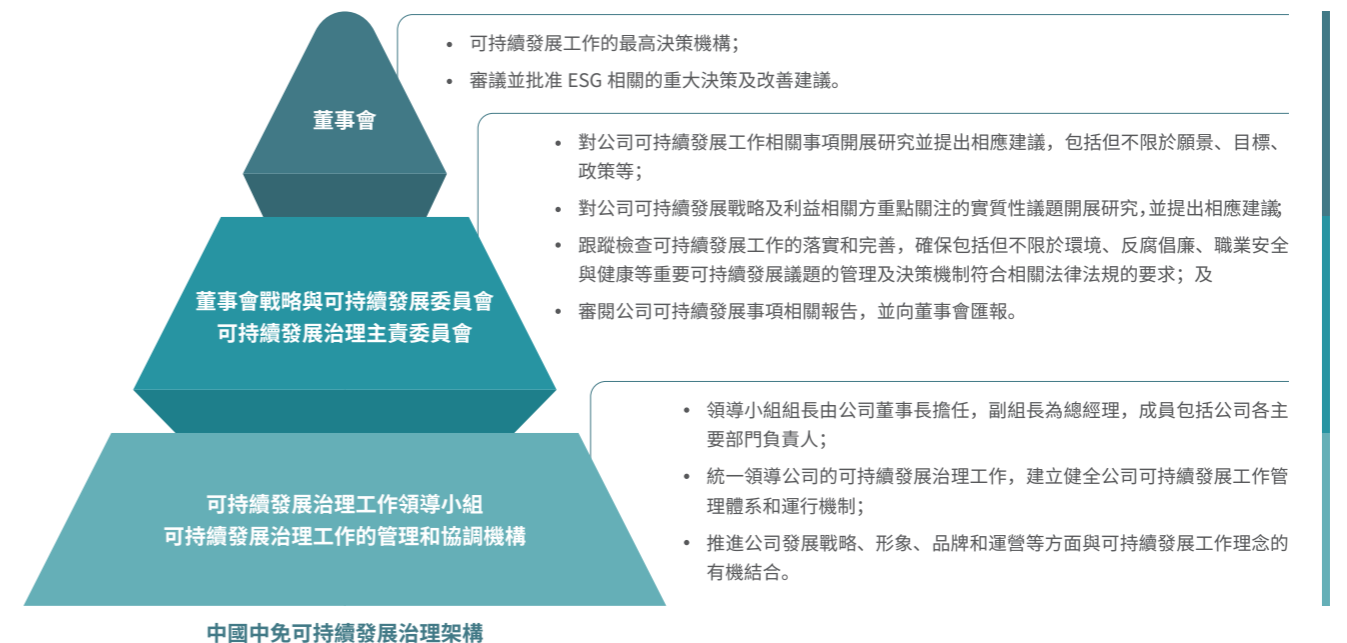 董事會
• 可持續發展工作的最高決策機構；
• 審議並批准 ESG 相關的重大決策及改善建議。
董事會戰略與可持續發展委員會
可持續發展治理主責委員會
• 對公司可持續發展工作相關事項開展研究並提出相應建議，包括但不限於願景、目標、
政策等；
• 對公司可持續發展戰略及利益相關方重點關注的實質性議題開展研究，並提出相應建議；
• 跟蹤檢查可持續發展工作的落實和完善，確保包括但不限於環境、反腐倡廉、職業安全
與健康等重要可持續發展議題的管理及決策機制符合相關法律法規的要求；及
• 審閱公司可持續發展事項相關報告，並向董事會匯報。
可持續發展治理工作領導小組
可持續發展治理工作的管理和協調機構
• 領導小組組長由公司董事長擔任，副組長為總經理，成員包括公司各主
要部門負責人；
• 統一領導公司的可持續發展治理工作，建立健全公司可持續發展工作管
理體系和運行機制；
• 推進公司發展戰略、形象、品牌和運營等方面與可持續發展工作理念的
有機結合。
中國中免可持續發展治理架構